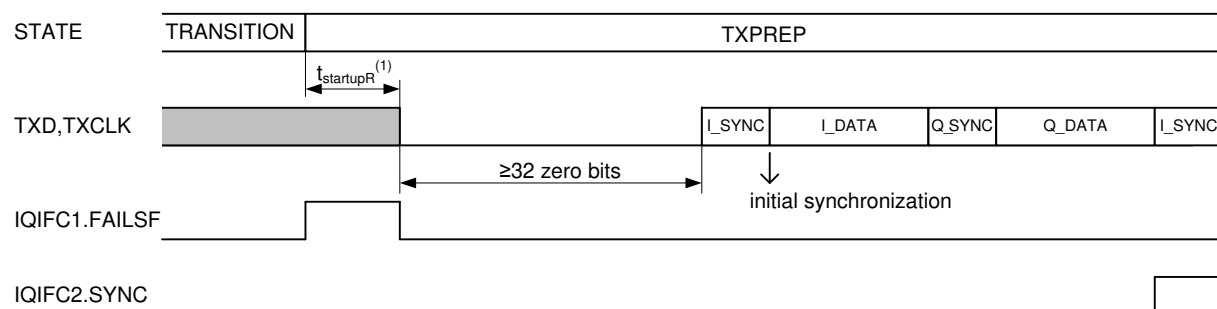 STATE TRANSITION TXPREP
t_startupR^(1)
TXD,TXCLK I_SYNC I_DATA Q_SYNC Q_DATA I_SYNC
≥32 zero bits
initial synchronization
IQIFC1.FAILSF
IQIFC2.SYNC